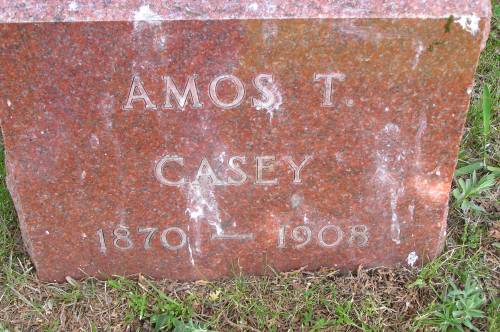 AMOS T.
CASEY
1870 — 1908